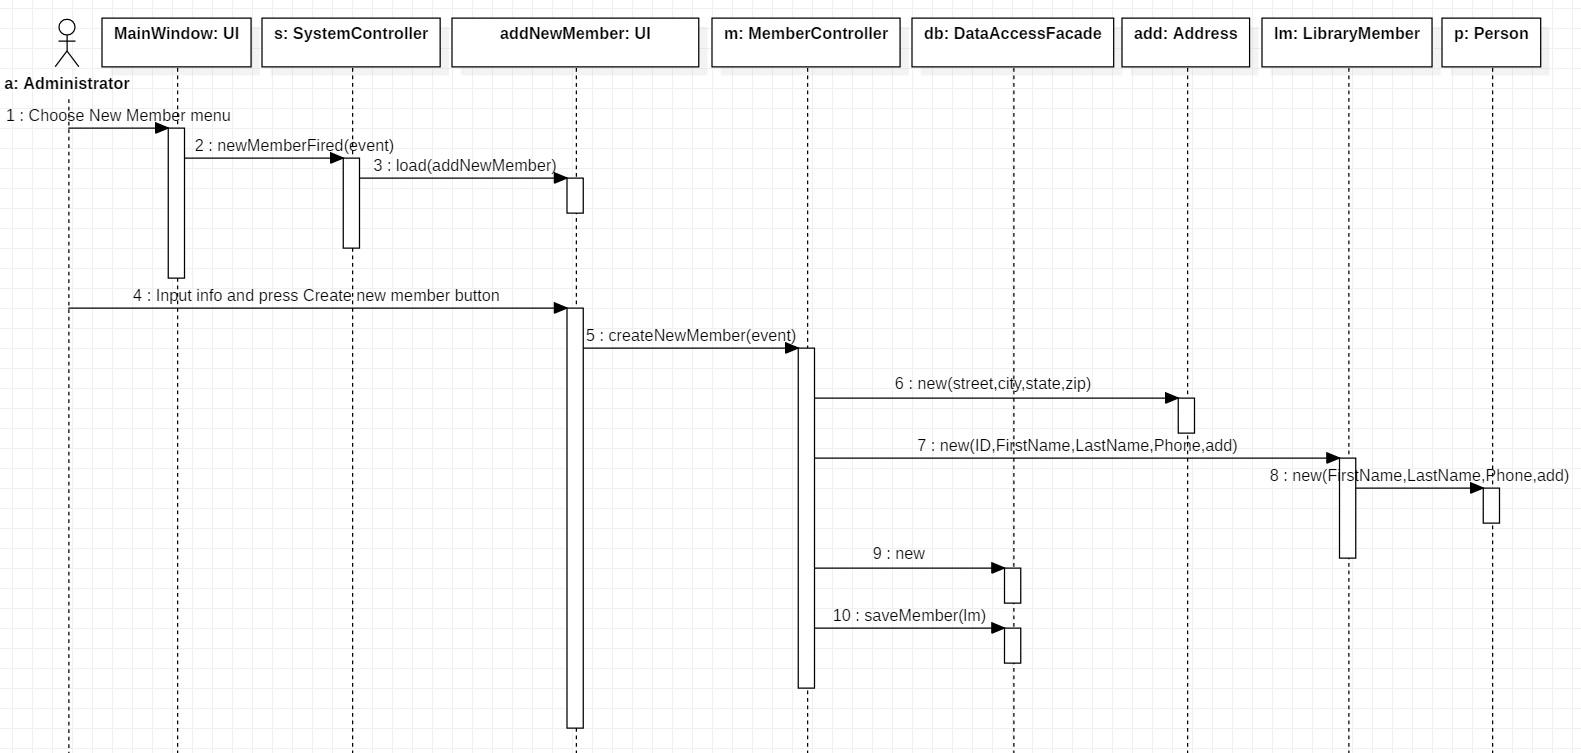 MainWindow: UI
s: SystemController
addNewMember: UI
m: MemberController
db: DataAccessFacade
add: Address
lm: LibraryMember
p: Person
a: Administrator
1 : Choose New Member menu
2 : newMemberFired(event)
3 : load(addNewMember)
4 : Input info and press Create new member button
5 : createNewMember(event)
6 : new(street,city,state,zip)
7 : new(ID,FirstName,LastName,Phone,add)
8 : new(FirstName,LastName,Phone,add)
9 : new
10 : saveMember(lm)